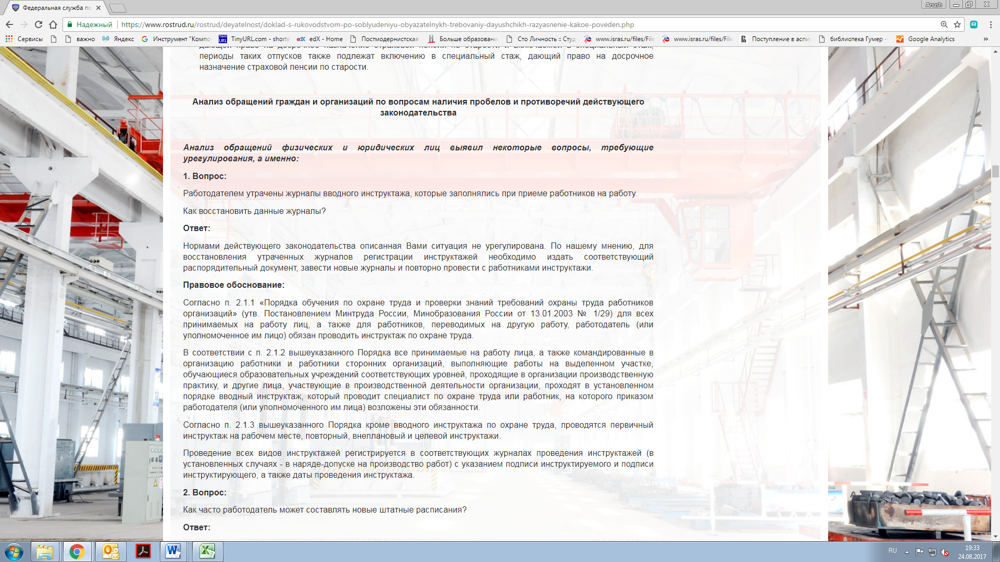 Федеральная служба по
Anush
Надежный
https://www.rostrud.ru/rostrud/deyatelnost/doklad-s-rukovodstvom-po-soblyudeniyu-obyazatelnykh-trebovaniy-dayushchikh-razyasnenie-kakoe-poveden.php
Сервисы важно Яндекс Инструмент "Компо TinyURL.com - shorte edX - Home Постмодернистская Больше образовани Сто Личность :: Студ www.isras.ru/files/File www.isras.ru/files/File Поступление в аспи библиотека Гумер - Google Analytics »
дающей право на досрочное назначение страховой пенсии по старости и включаемой в специальный стаж,
периоды таких отпусков также подлежат включению в специальный стаж, дающий право на досрочное
назначение страховой пенсии по старости.
Анализ обращений граждан и организаций по вопросам наличия пробелов и противоречий действующего
законодательства
Анализ обращений физических и юридических лиц выявил некоторые вопросы, требующие
урегулирования, а именно:
1. Вопрос:
Работодателем утрачены журналы вводного инструктажа, которые заполнялись при приеме работников на работу.
Как восстановить данные журналы?
Ответ:
Нормами действующего законодательства описанная Вами ситуация не урегулирована. По нашему мнению, для
восстановления утраченных журналов регистрации инструктажей необходимо издать соответствующий
распорядительный документ, завести новые журналы и повторно провести с работниками инструктажи.
Правовое обоснование:
Согласно п. 2.1.1 «Порядка обучения по охране труда и проверки знаний требований охраны труда работников
организаций» (утв. Постановлением Минтруда России, Минобразования России от 13.01.2003 № 1/29) для всех
принимаемых на работу лиц, а также для работников, переводимых на другую работу, работодатель (или
уполномоченное им лицо) обязан проводить инструктаж по охране труда.
В соответствии с п. 2.1.2 вышеуказанного Порядка все принимаемые на работу лица, а также командированные в
организацию работники и работники сторонних организаций, выполняющие работы на выделенном участке,
обучающиеся образовательных учреждений соответствующих уровней, проходящие в организации производственную
практику, и другие лица, участвующие в производственной деятельности организации, проходят в установленном
порядке вводный инструктаж, который проводит специалист по охране труда или работник, на которого приказом
работодателя (или уполномоченного им лица) возложены эти обязанности.
Согласно п. 2.1.3 вышеуказанного Порядка кроме вводного инструктажа по охране труда, проводятся первичный
инструктаж на рабочем месте, повторный, внеплановый и целевой инструктажи.
Проведение всех видов инструктажей регистрируется в соответствующих журналах проведения инструктажей (в
установленных случаях - в наряде-допуске на производство работ) с указанием подписи инструктируемого и подписи
инструктирующего, а также даты проведения инструктажа.
2. Вопрос:
Как часто работодатель может составлять новые штатные расписания?
Ответ:
RU
19:33
24.08.2017